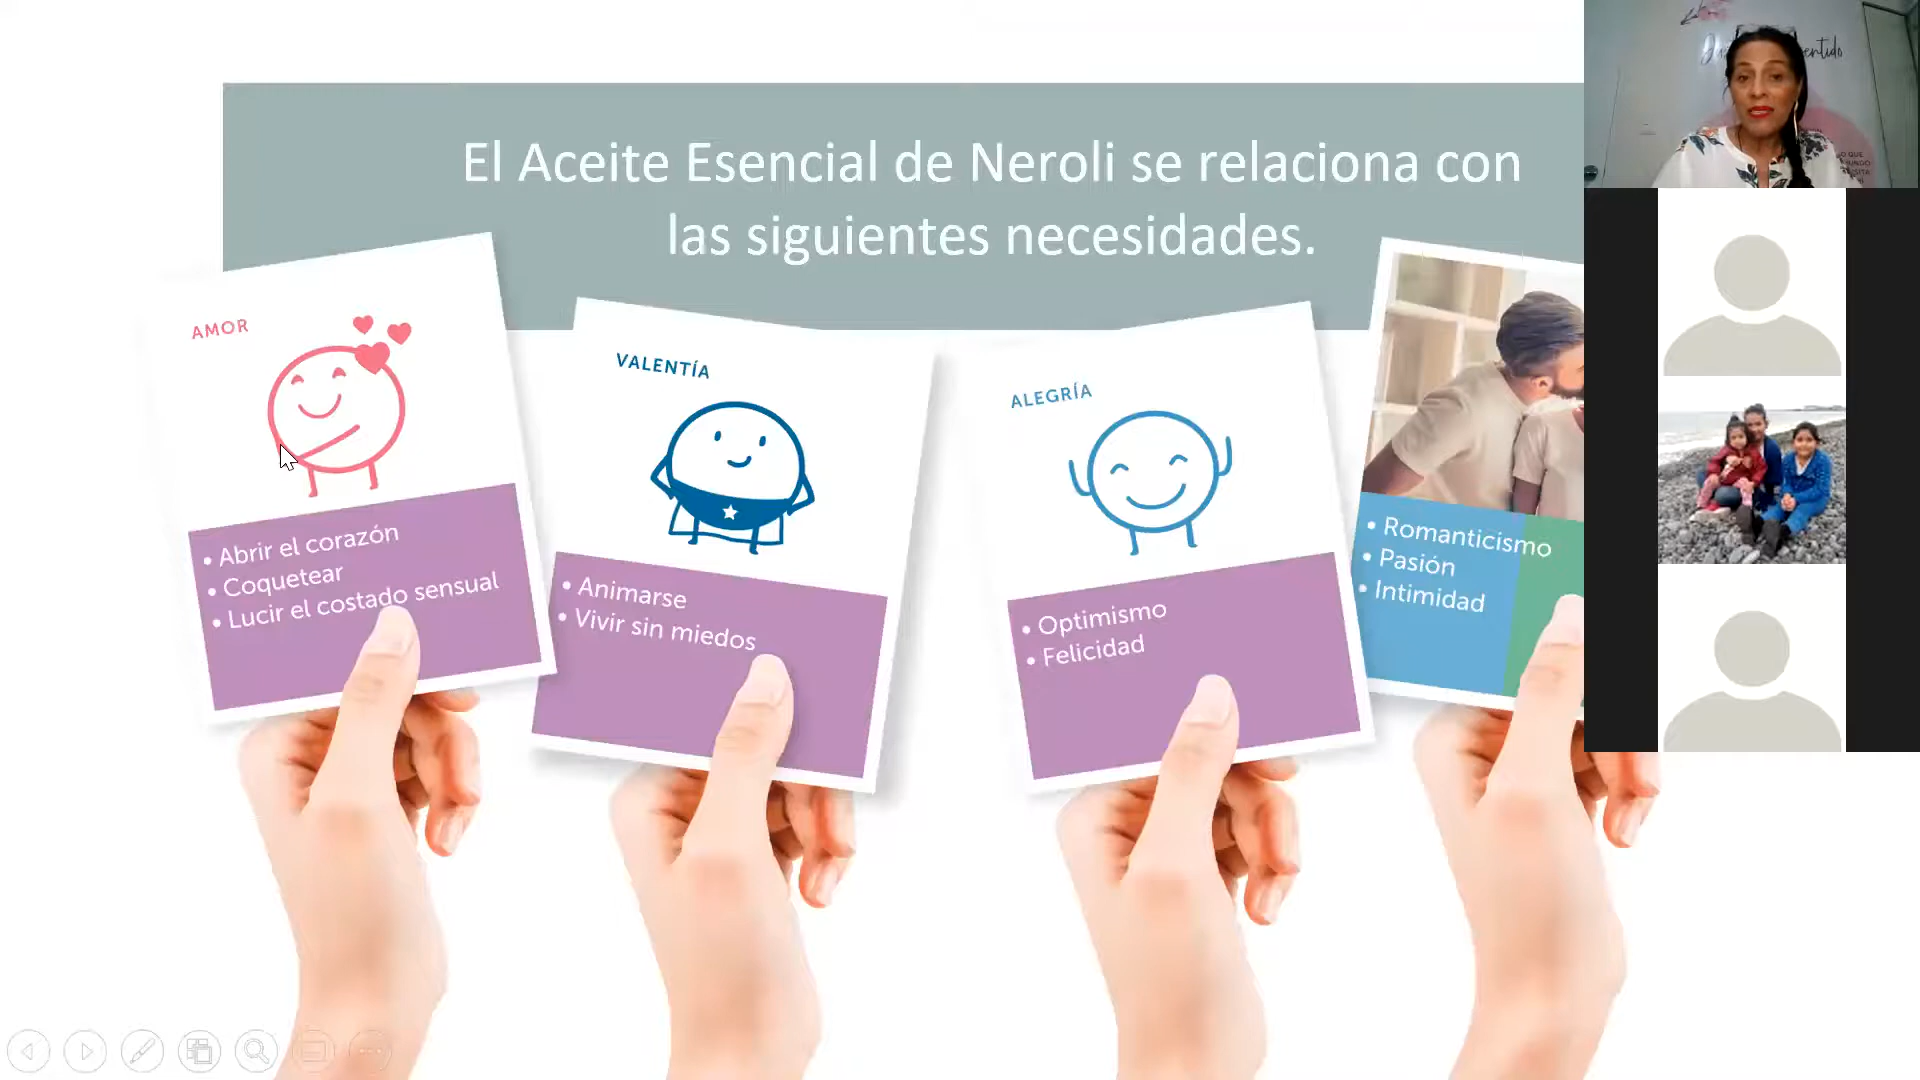 El Aceite Esencial de Neroli se relaciona con
las siguientes necesidades.
AMOR
• Abrir el corazón
• Coquetear
• Lucir el costado sensual
VALENTÍA
• Animarse
• Vivir sin miedos
ALEGRÍA
• Optimismo
• Felicidad
• Romanticismo
• Pasión
• Intimidad